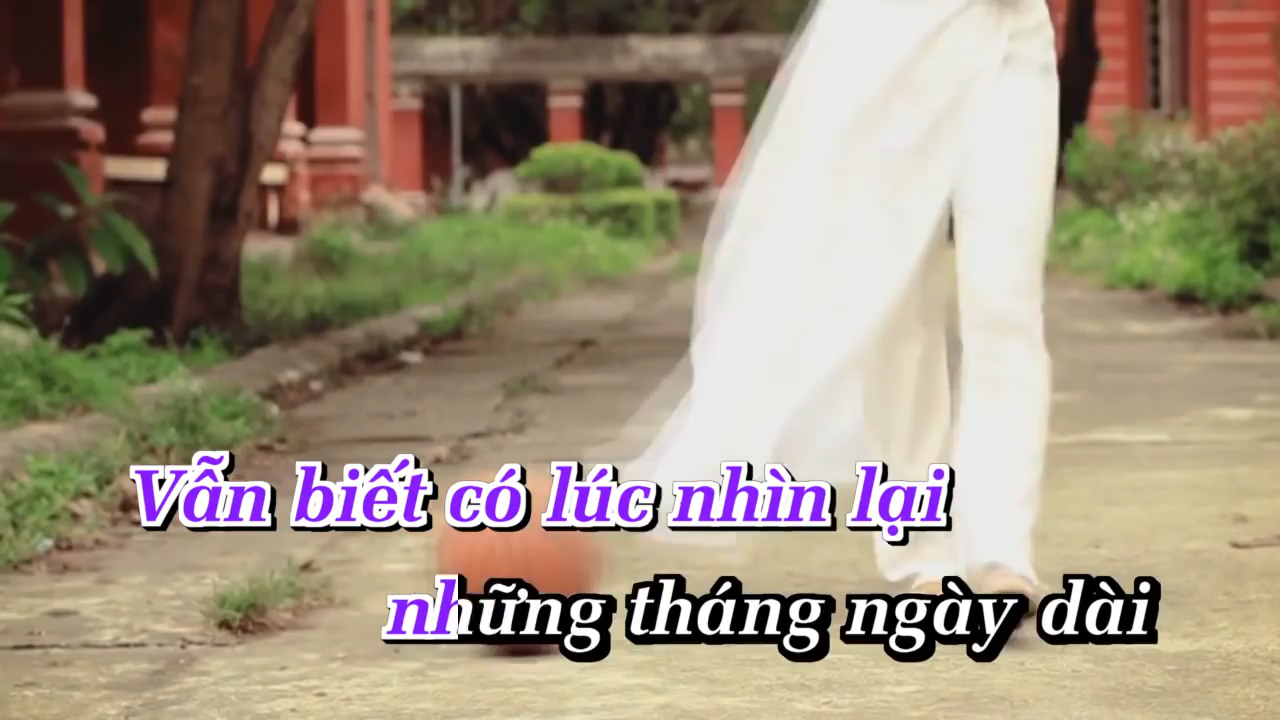 Vẫn biết có lúc nhìn lại
những tháng ngày dài